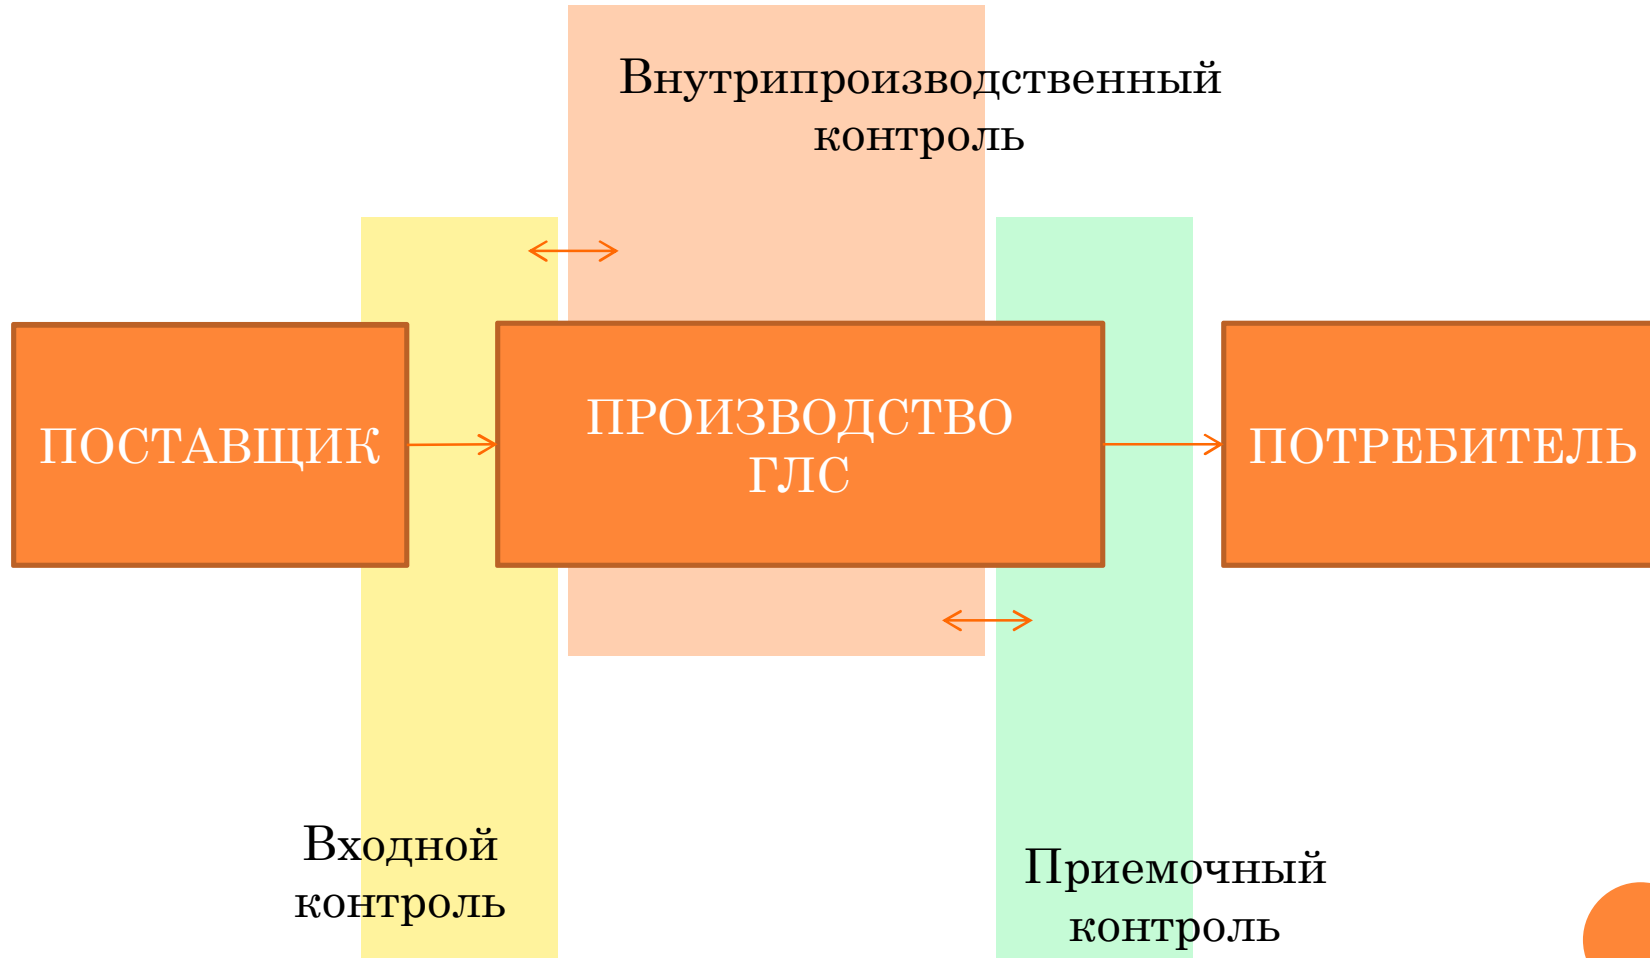 Внутрипроизводственный
контроль
ПОСТАВЩИК
ПРОИЗВОДСТВО
ГЛС
ПОТРЕБИТЕЛЬ
Входной
контроль
Приемочный
контроль